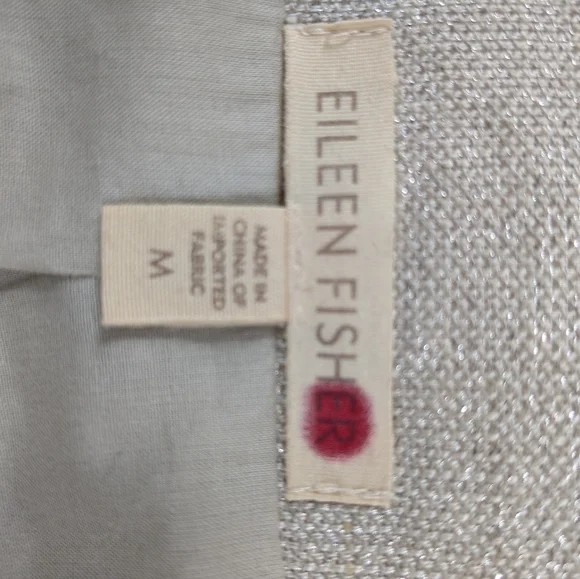 EILEEN FISHER
MADE IN
CHINA OF
IMPORTED
FABRIC
M